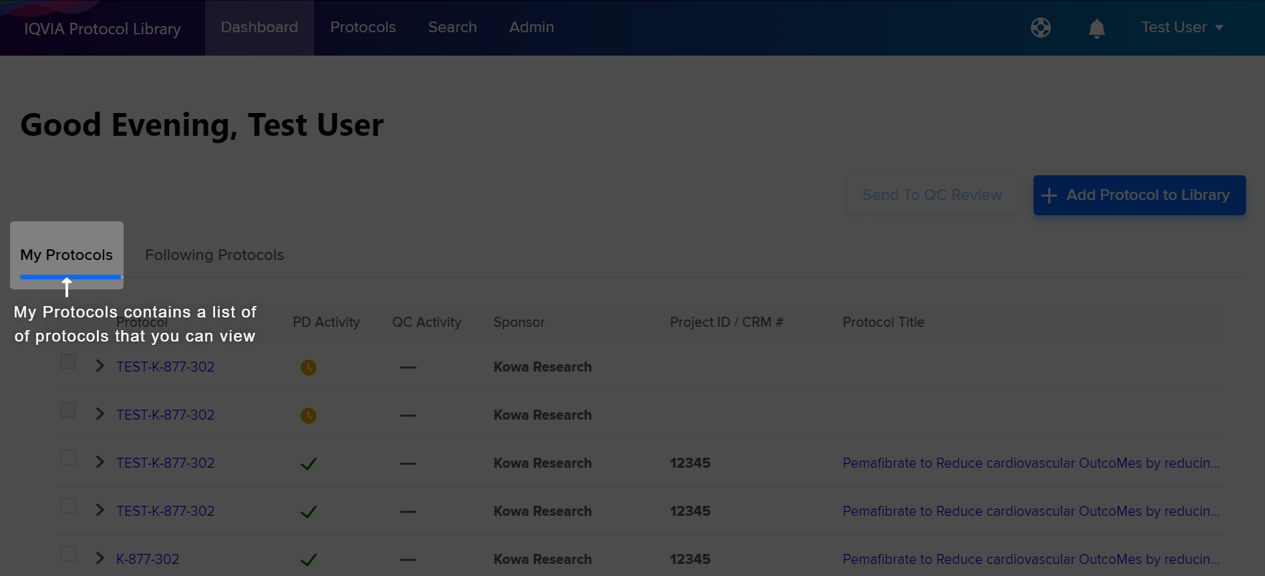 IQVIA Protocol Library Dashboard Protocols Search Admin Test User
Good Evening, Test User
Send To QC Review + Add Protocol to Library
My Protocols Following Protocols
My Protocols contains a list of
of protocols that you can view
Protocol PD Activity QC Activity Sponsor Project ID / CRM # Protocol Title
TEST-K-877-302 — Kowa Research
TEST-K-877-302 — Kowa Research
TEST-K-877-302 — Kowa Research 12345 Pemafibrate to Reduce cardiovascular OutcoMes by reducin...
TEST-K-877-302 — Kowa Research 12345 Pemafibrate to Reduce cardiovascular OutcoMes by reducin...
K-877-302 — Kowa Research 12345 Pemafibrate to Reduce cardiovascular OutcoMes by reducin...